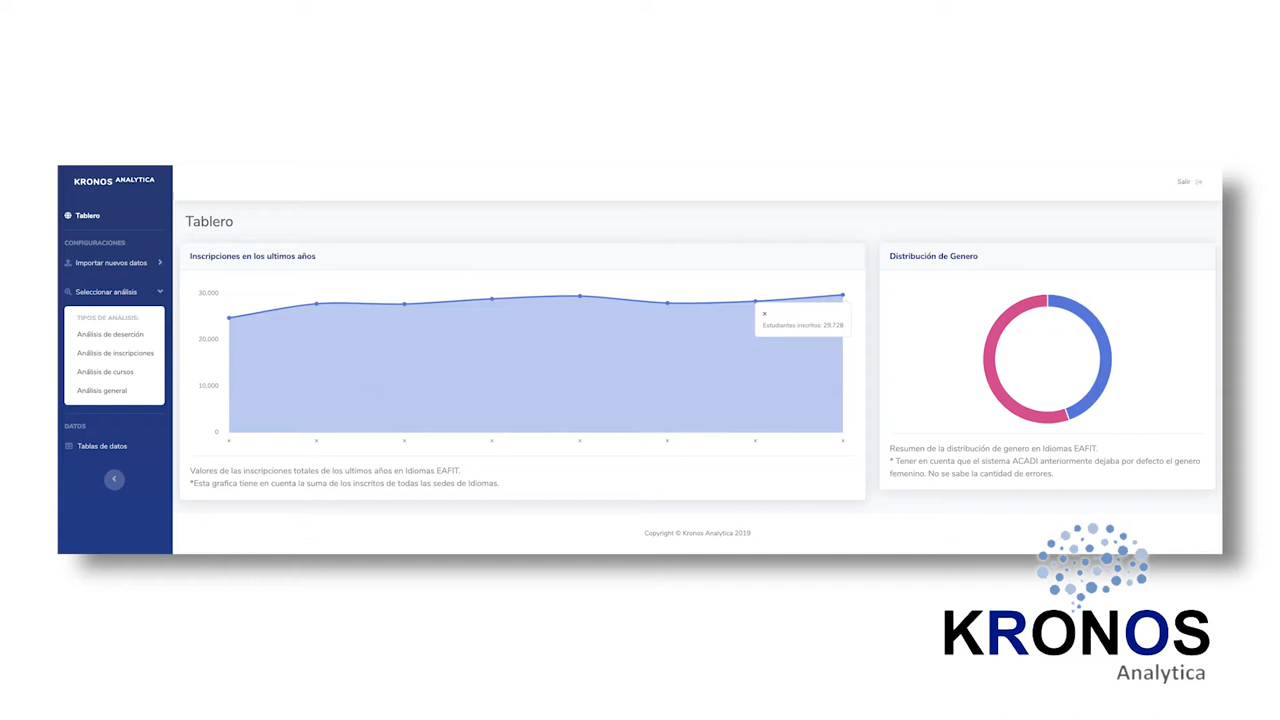 KRONOS ANALYTICA
Salir
Tablero
CONFIGURACIONES
Importar nuevos datos
Seleccionar análisis
TIPOS DE ANÁLISIS:
Análisis de deserción
Análisis de inscripciones
Análisis de cursos
Análisis general
DATOS
Tablas de datos
Tablero
Inscripciones en los ultimos años
30,000
20,000
10,000
0
x
Estudiantes inscritos: 29,728
x x x x x x x x
Valores de las inscripciones totales de los ultimos años en Idiomas EAFIT.
*Esta grafica tiene en cuenta la suma de los inscritos de todas las sedes de Idiomas.
Distribución de Genero
Resumen de la distribución de genero en Idiomas EAFIT.
* Tener en cuenta que el sistema ACADI anteriormente dejaba por defecto el genero
femenino. No se sabe la cantidad de errores.
Copyright © Kronos Analytica 2019
KRONOS
Analytica